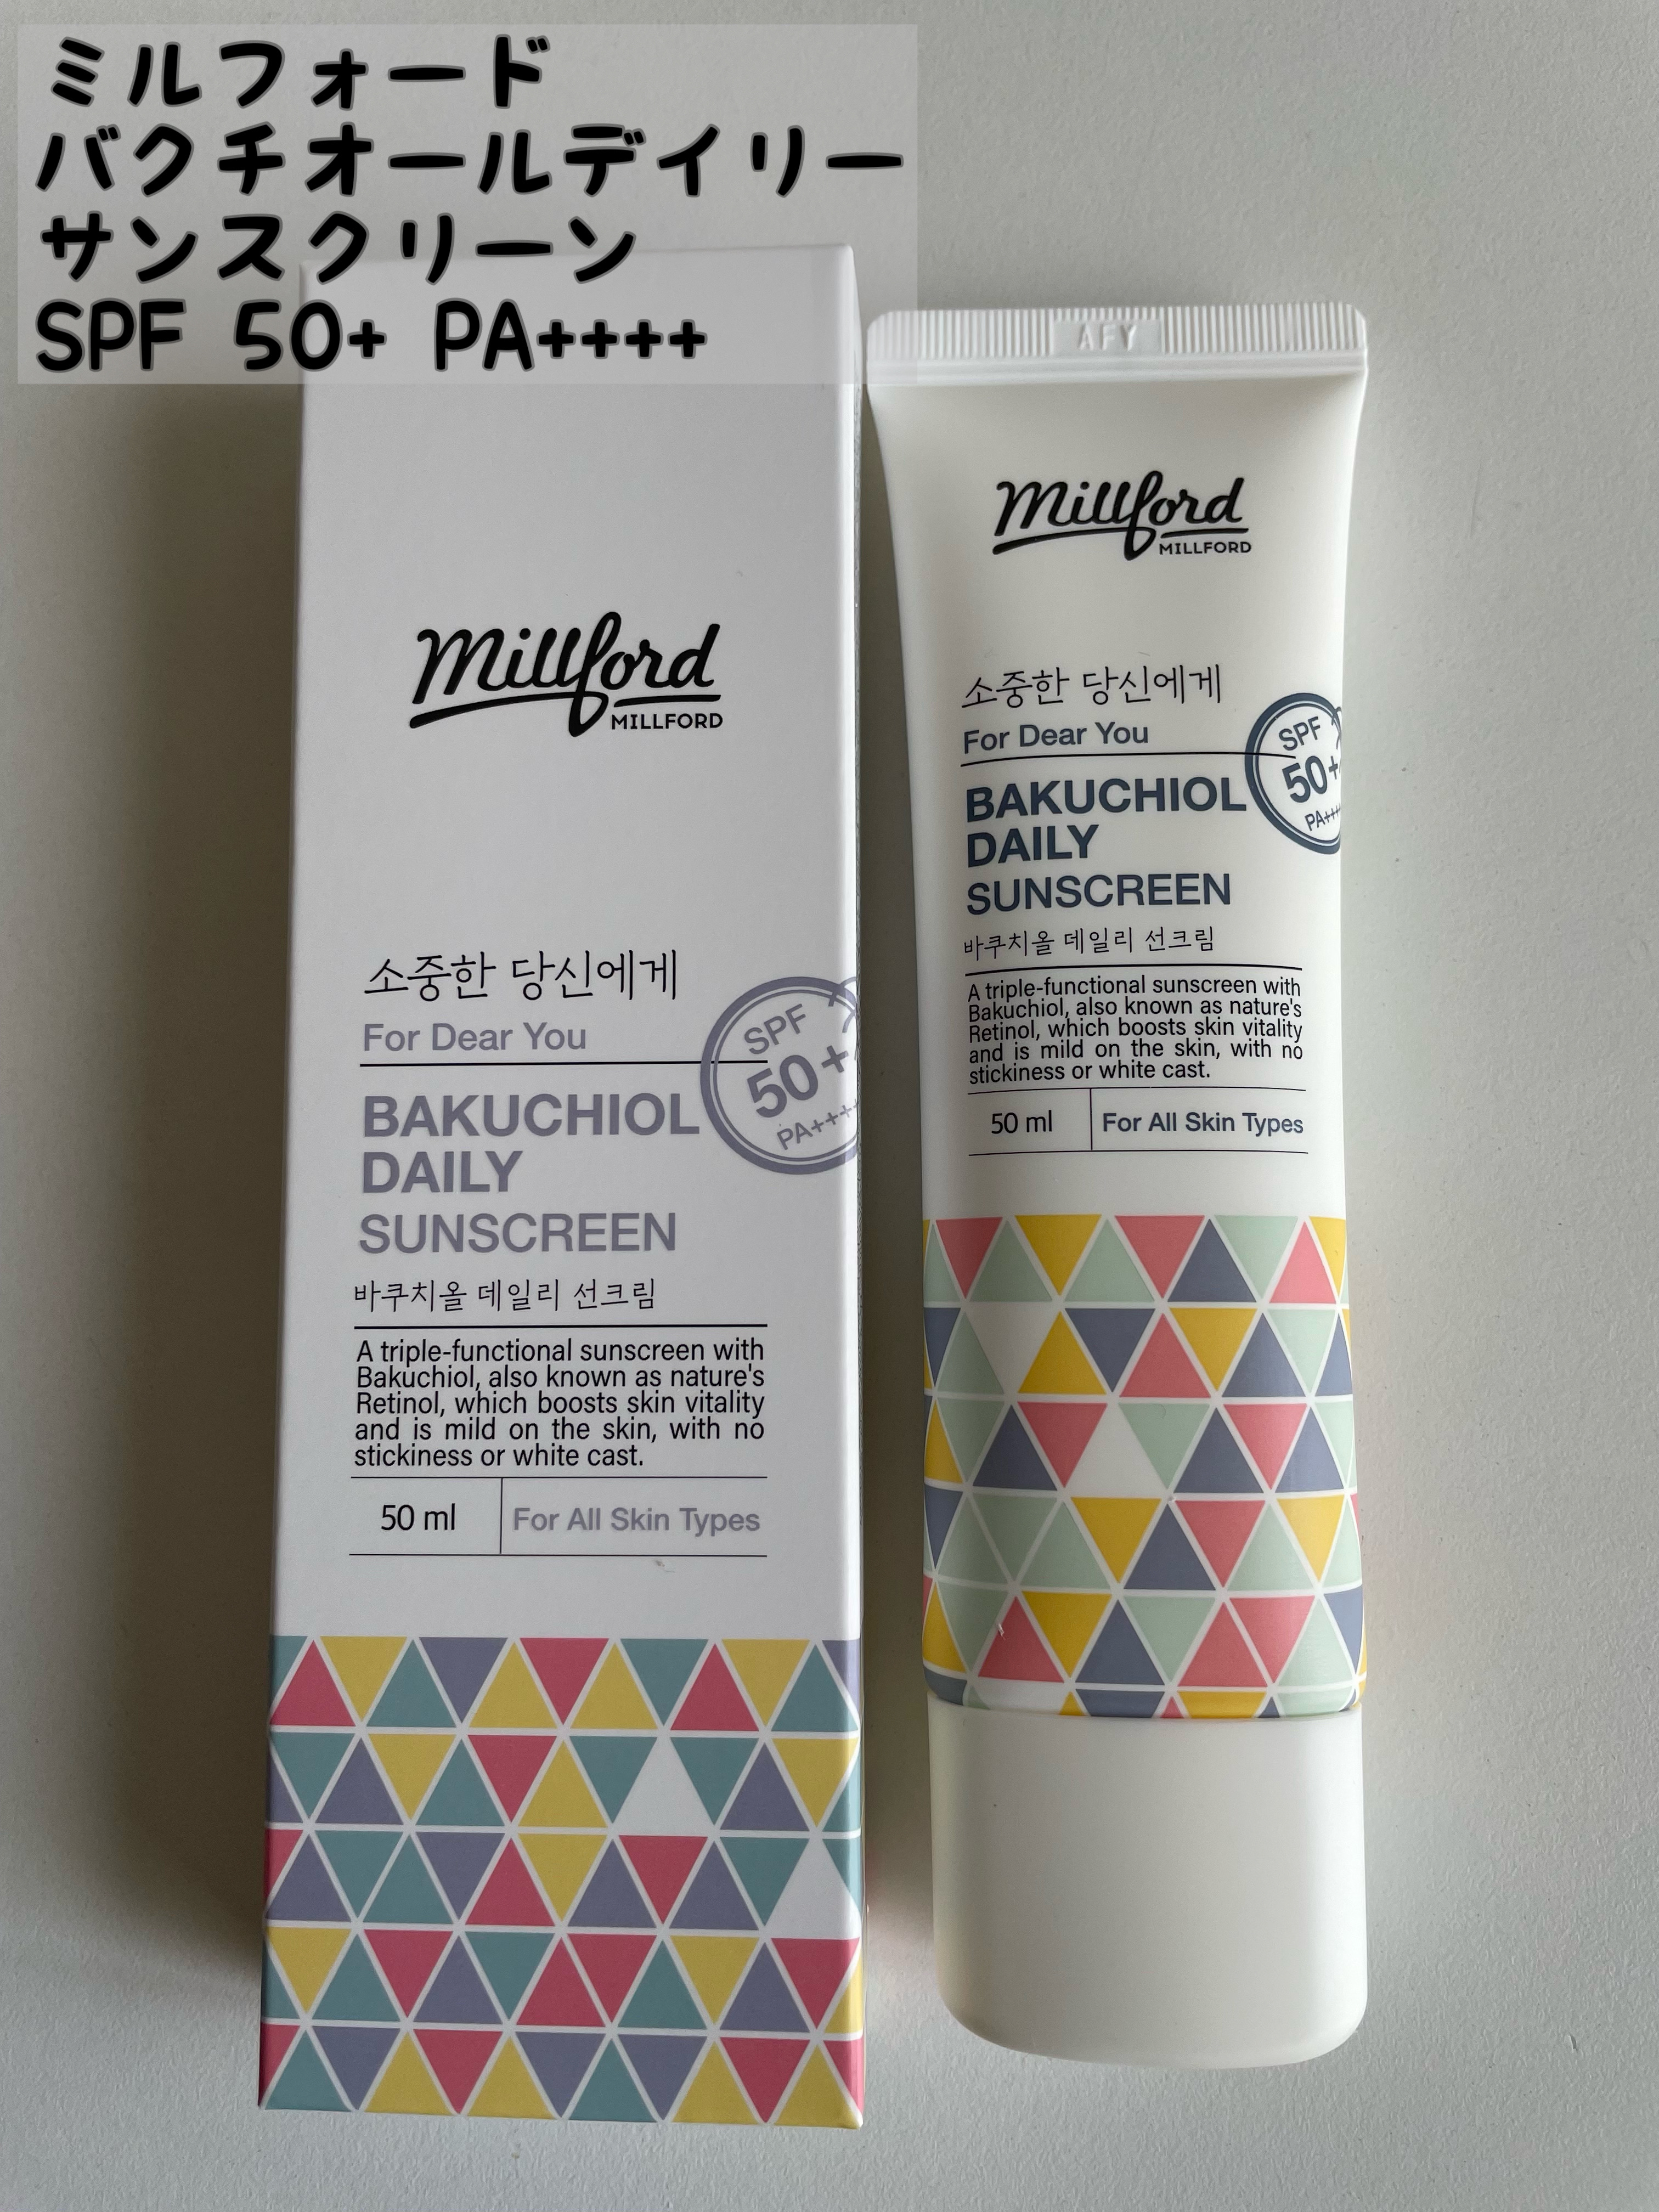 ミルフォード
バクチオールデイリー
サンスクリーン
SPF 50+ PA++++
Millford
MILLFORD
소중한 당신에게
For Dear You
BAKUCHIOL
DAILY
SUNSCREEN
바쿠치올 데일리 선크림
A triple-functional sunscreen with
Bakuchiol, also known as nature's
Retinol, which boosts skin vitality
and is mild on the skin, with no
stickiness or white cast.
50 ml
For All Skin Types
SPF
50+
PA++++
AFY
Millford
MILLFORD
소중한 당신에게
For Dear You
BAKUCHIOL
DAILY
SUNSCREEN
바쿠치올 데일리 선크림
A triple-functional sunscreen with
Bakuchiol, also known as nature's
Retinol, which boosts skin vitality
and is mild on the skin, with no
stickiness or white cast.
50 ml
For All Skin Types
SPF
50+
PA++++